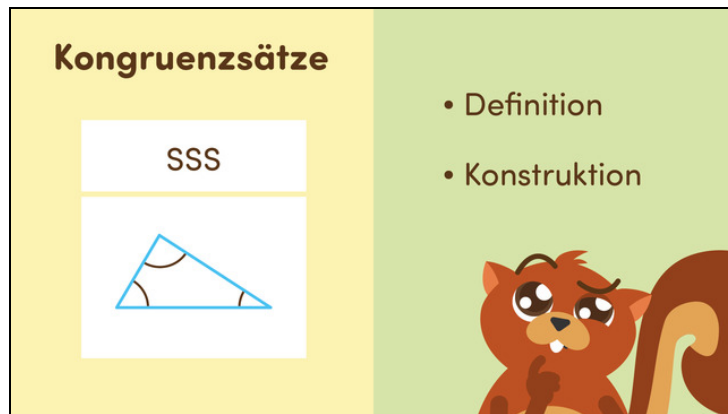 Kongruenzsätze
SSS
• Definition
• Konstruktion